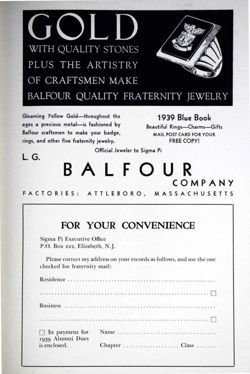 GOLD
WITH QUALITY STONES
PLUS THE ARTISTRY
OF CRAFTSMEN MAKE
BALFOUR QUALITY FRATERNITY JEWELRY
Gleaming Yellow Gold—throughout the
ages a precious metal—is fashioned by
Balfour craftsmen to make your badge,
rings, and other fine fraternity jewelry.
1939 Blue Book
Beautiful Rings—Charms—Gifts
MAIL POST CARD FOR YOUR
FREE COPY!
Official Jeweler to Sigma Pi
L. G.
BALFOUR
COMPANY
FACTORIES: ATTLEBORO, MASSACHUSETTS
FOR YOUR CONVENIENCE
Sigma Pi Executive Office
P.O. Box 222, Elizabeth, N.J.
Please correct my address on your records as follows, and use the one
checked for fraternity mail:
Residence
Business
$2 payment for
1939 Alumni Dues
is enclosed.
Name
Chapter Class